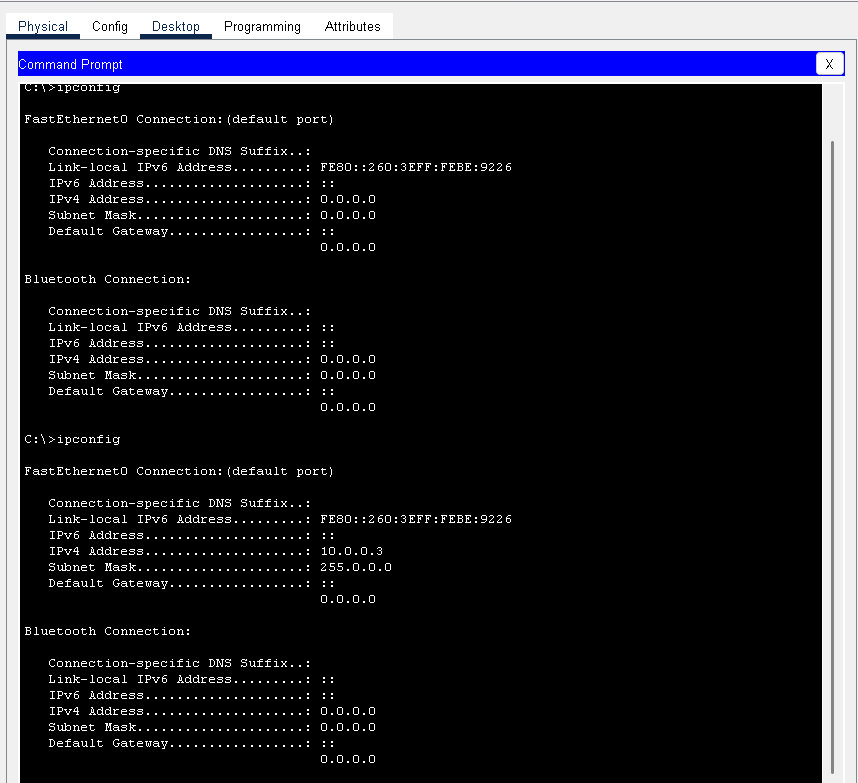 Physical Config Desktop Programming Attributes
Command Prompt X
C:\>ipconfig
FastEthernet0 Connection:(default port)
Connection-specific DNS Suffix..:
Link-local IPv6 Address.........: FE80::260:3EFF:FEBE:9226
IPv6 Address....................: ::
IPv4 Address....................: 0.0.0.0
Subnet Mask.....................: 0.0.0.0
Default Gateway.................: ::
0.0.0.0
Bluetooth Connection:
Connection-specific DNS Suffix..:
Link-local IPv6 Address.........: ::
IPv6 Address....................: ::
IPv4 Address....................: 0.0.0.0
Subnet Mask.....................: 0.0.0.0
Default Gateway.................: ::
0.0.0.0
C:\>ipconfig
FastEthernet0 Connection:(default port)
Connection-specific DNS Suffix..:
Link-local IPv6 Address.........: FE80::260:3EFF:FEBE:9226
IPv6 Address....................: ::
IPv4 Address....................: 10.0.0.3
Subnet Mask.....................: 255.0.0.0
Default Gateway.................: ::
0.0.0.0
Bluetooth Connection:
Connection-specific DNS Suffix..:
Link-local IPv6 Address.........: ::
IPv6 Address....................: ::
IPv4 Address....................: 0.0.0.0
Subnet Mask.....................: 0.0.0.0
Default Gateway.................: ::
0.0.0.0